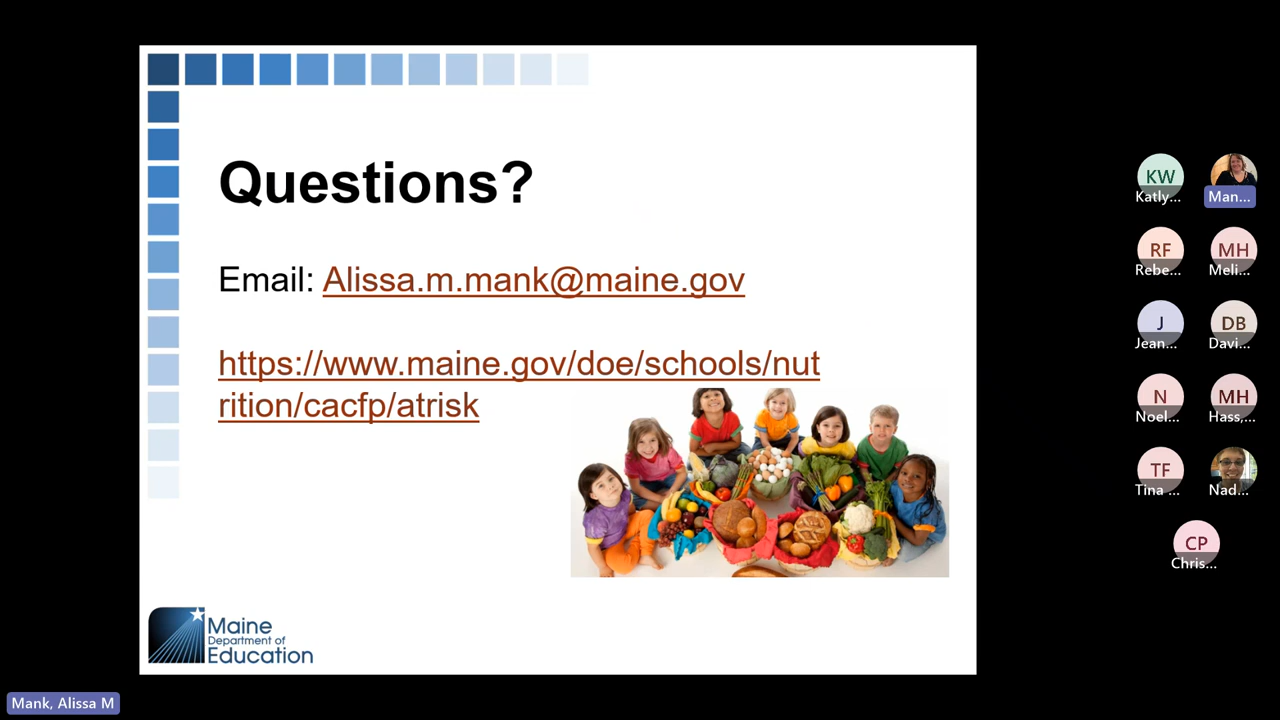 Questions?
Email: Alissa.m.mank@maine.gov
https://www.maine.gov/doe/schools/nut
rition/cacfp/atrisk
Maine
Department of
Education
KW
Katly...
Man...
RF
Rebe...
MH
Meli...
J
Jean...
DB
Davi...
N
Noel...
MH
Hass,...
TF
Tina ...
Nad...
CP
Chris...
Mank, Alissa M